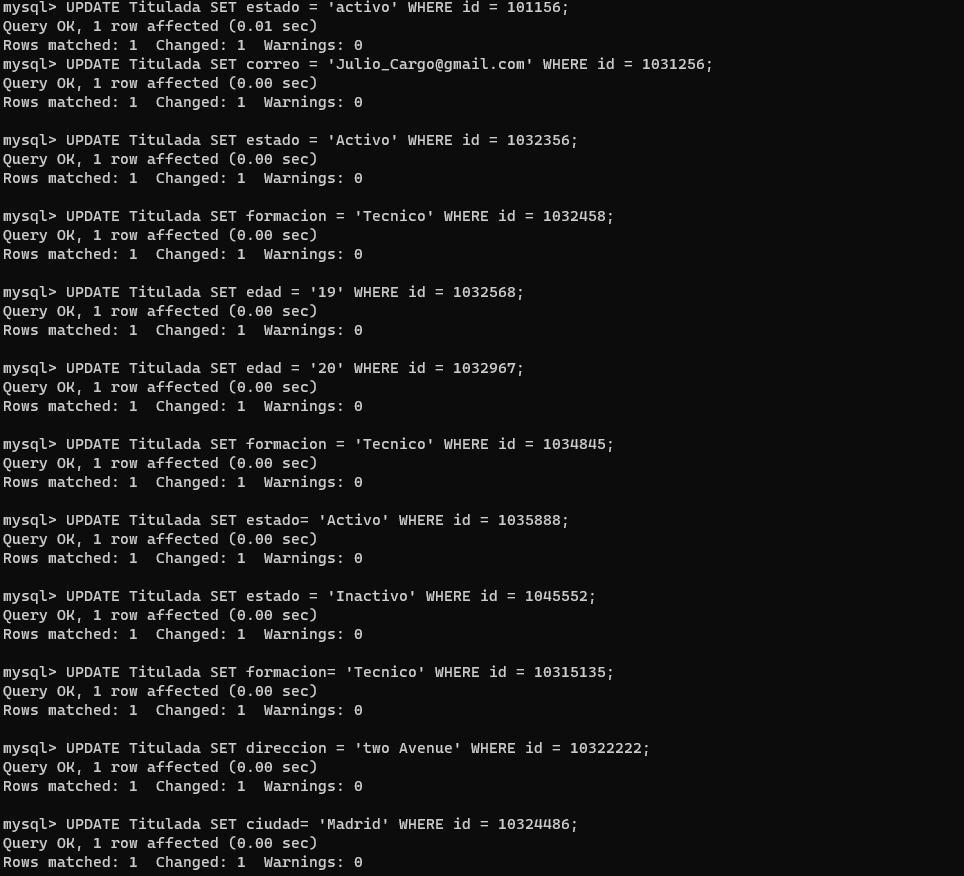 mysql> UPDATE Titulada SET estado = 'activo' WHERE id = 101156;
Query OK, 1 row affected (0.01 sec)
Rows matched: 1  Changed: 1  Warnings: 0
mysql> UPDATE Titulada SET correo = 'Julio_Cargo@gmail.com' WHERE id = 1031256;
Query OK, 1 row affected (0.00 sec)
Rows matched: 1  Changed: 1  Warnings: 0
mysql> UPDATE Titulada SET estado = 'Activo' WHERE id = 1032356;
Query OK, 1 row affected (0.00 sec)
Rows matched: 1  Changed: 1  Warnings: 0
mysql> UPDATE Titulada SET formacion = 'Tecnico' WHERE id = 1032458;
Query OK, 1 row affected (0.00 sec)
Rows matched: 1  Changed: 1  Warnings: 0
mysql> UPDATE Titulada SET edad = '19' WHERE id = 1032568;
Query OK, 1 row affected (0.00 sec)
Rows matched: 1  Changed: 1  Warnings: 0
mysql> UPDATE Titulada SET edad = '20' WHERE id = 1032967;
Query OK, 1 row affected (0.00 sec)
Rows matched: 1  Changed: 1  Warnings: 0
mysql> UPDATE Titulada SET formacion = 'Tecnico' WHERE id = 1034845;
Query OK, 1 row affected (0.00 sec)
Rows matched: 1  Changed: 1  Warnings: 0
mysql> UPDATE Titulada SET estado= 'Activo' WHERE id = 1035888;
Query OK, 1 row affected (0.00 sec)
Rows matched: 1  Changed: 1  Warnings: 0
mysql> UPDATE Titulada SET estado = 'Inactivo' WHERE id = 1045552;
Query OK, 1 row affected (0.00 sec)
Rows matched: 1  Changed: 1  Warnings: 0
mysql> UPDATE Titulada SET formacion= 'Tecnico' WHERE id = 10315135;
Query OK, 1 row affected (0.00 sec)
Rows matched: 1  Changed: 1  Warnings: 0
mysql> UPDATE Titulada SET direccion = 'two Avenue' WHERE id = 10322222;
Query OK, 1 row affected (0.00 sec)
Rows matched: 1  Changed: 1  Warnings: 0
mysql> UPDATE Titulada SET ciudad= 'Madrid' WHERE id = 10324486;
Query OK, 1 row affected (0.00 sec)
Rows matched: 1  Changed: 1  Warnings: 0